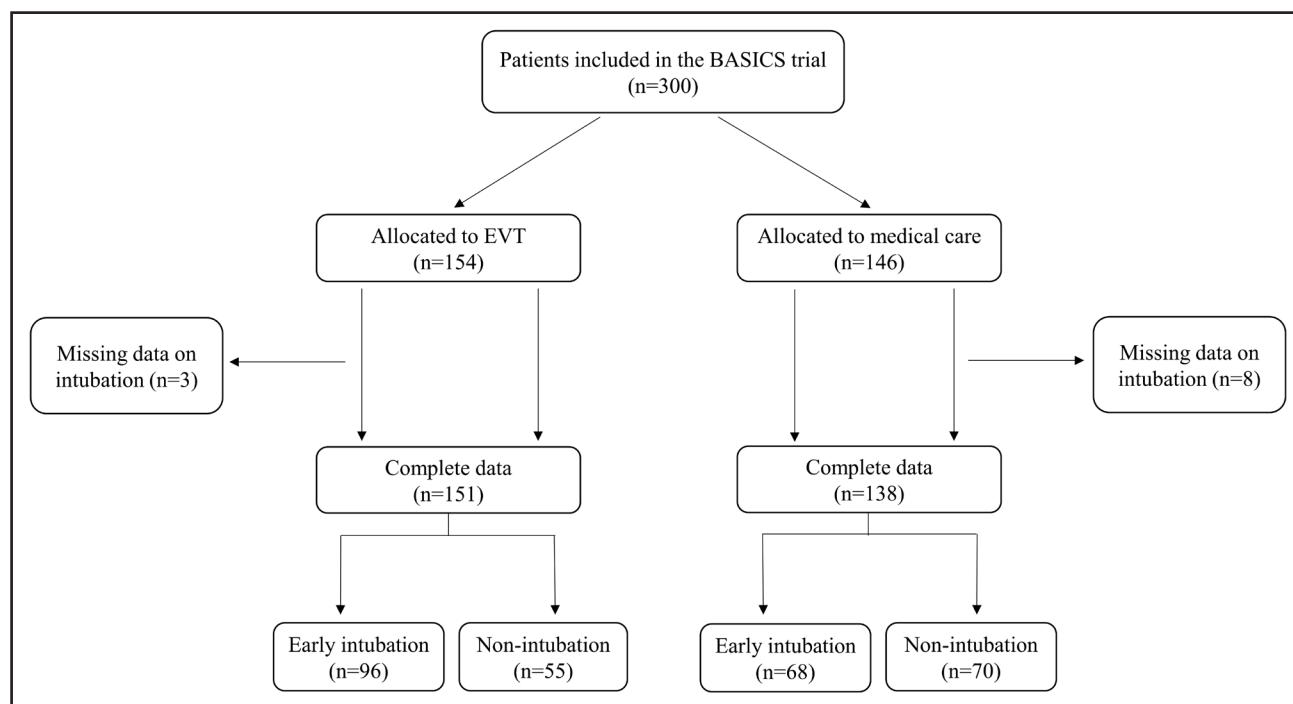 Patients included in the BASICS trial
(n=300)
Allocated to EVT
(n=154)
Allocated to medical care
(n=146)
Missing data on
intubation (n=3)
Missing data on
intubation (n=8)
Complete data
(n=151)
Complete data
(n=138)
Early intubation
(n=96)
Non-intubation
(n=55)
Early intubation
(n=68)
Non-intubation
(n=70)